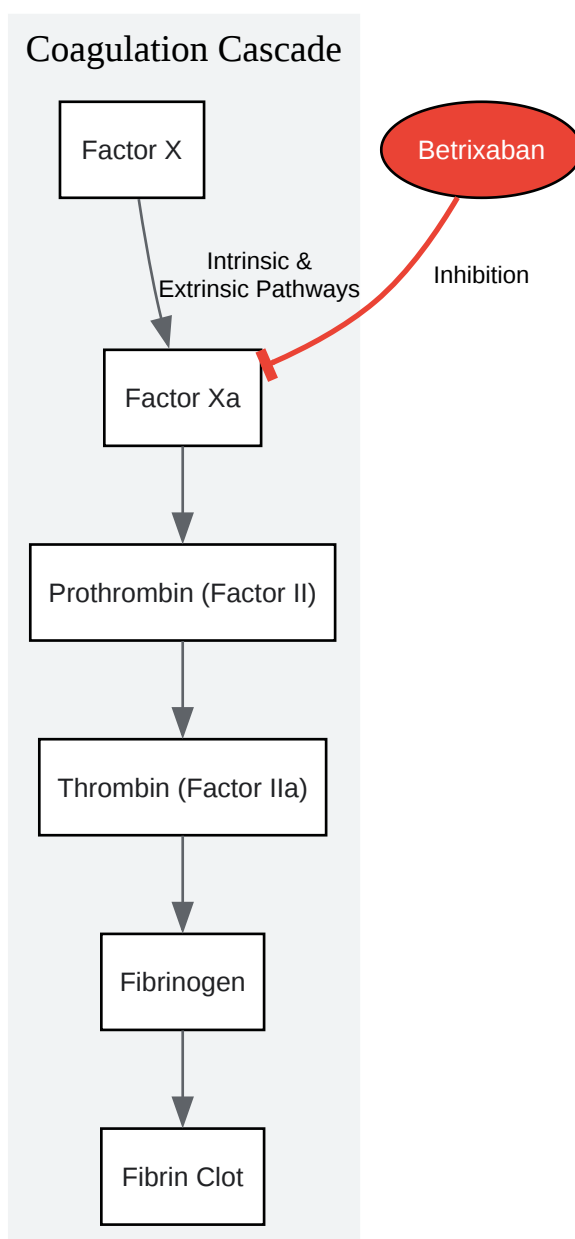 Coagulation Cascade
Factor X
Betrixaban
Intrinsic &
Extrinsic Pathways
Inhibition
Factor Xa
Prothrombin (Factor II)
Thrombin (Factor IIa)
Fibrinogen
Fibrin Clot